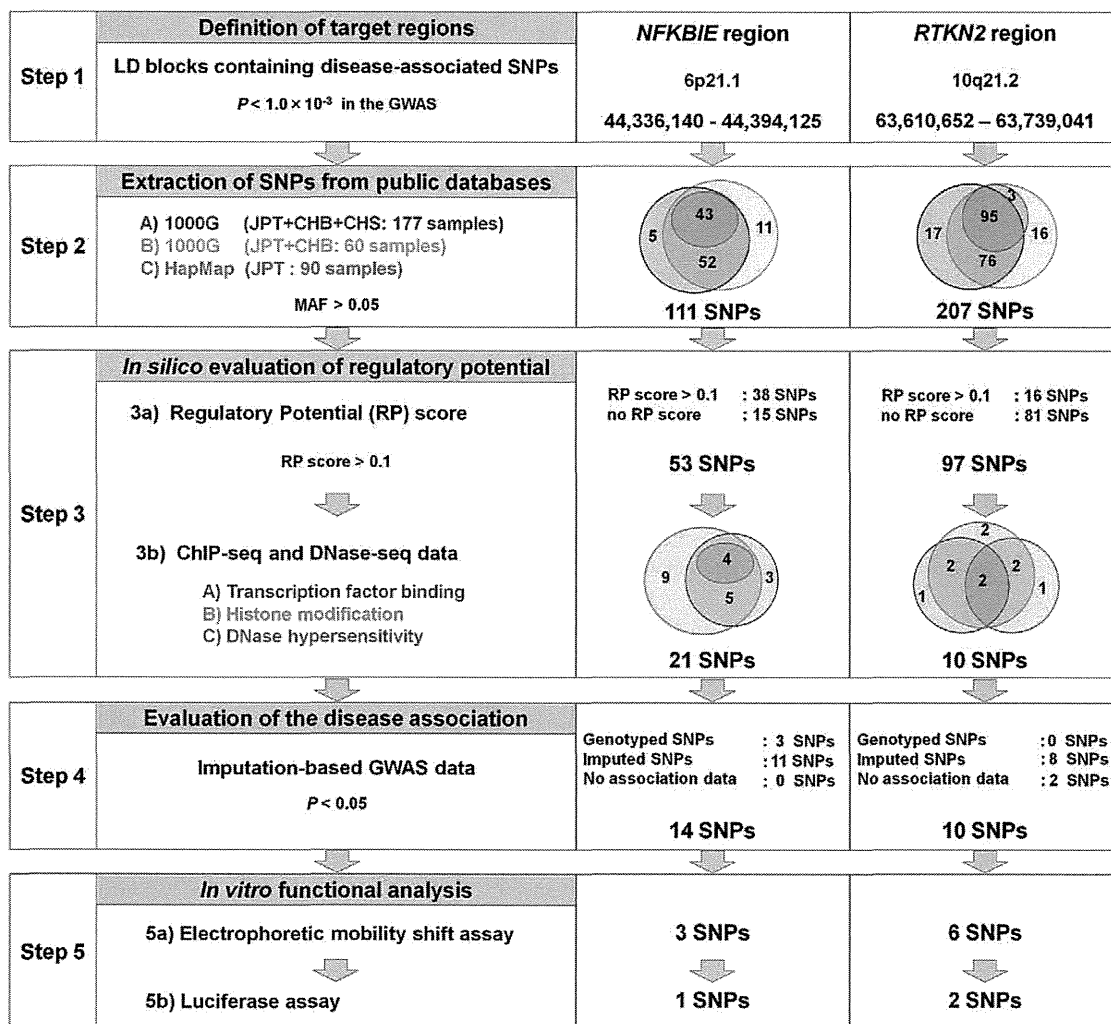 Step 1
Definition of target regions
LD blocks containing disease-associated SNPs
P < 1.0 × 10-3 in the GWAS
NFKBIE region
6p21.1
44,336,140 - 44,394,125
RTKN2 region
10q21.2
63,610,652 – 63,739,041
Step 2
Extraction of SNPs from public databases
A) 1000G (JPT+CHB+CHS: 177 samples)
B) 1000G (JPT+CHB: 60 samples)
C) HapMap (JPT : 90 samples)
MAF > 0.05
5
43
11
52
111 SNPs
3
17
95
16
76
207 SNPs
Step 3
In silico evaluation of regulatory potential
3a) Regulatory Potential (RP) score
RP score > 0.1
3b) ChIP-seq and DNase-seq data
A) Transcription factor binding
B) Histone modification
C) DNase hypersensitivity
RP score > 0.1 : 38 SNPs
no RP score : 15 SNPs
53 SNPs
9
4
3
5
21 SNPs
RP score > 0.1 : 16 SNPs
no RP score : 81 SNPs
97 SNPs
2
2
2
2
1
1
10 SNPs
Step 4
Evaluation of the disease association
Imputation-based GWAS data
P < 0.05
Genotyped SNPs : 3 SNPs
Imputed SNPs : 11 SNPs
No association data : 0 SNPs
14 SNPs
Genotyped SNPs : 0 SNPs
Imputed SNPs : 8 SNPs
No association data : 2 SNPs
10 SNPs
Step 5
In vitro functional analysis
5a) Electrophoretic mobility shift assay
5b) Luciferase assay
3 SNPs
1 SNPs
6 SNPs
2 SNPs